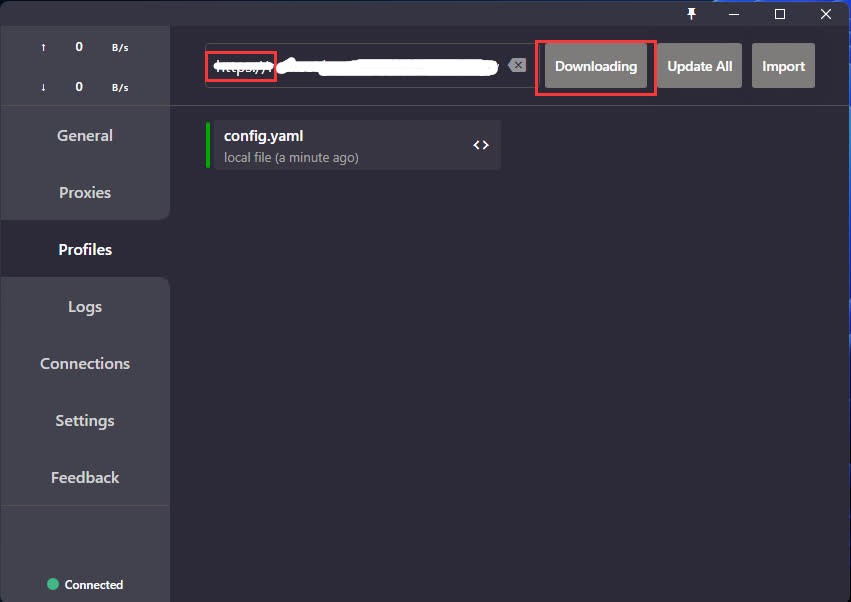 ↑ 0 B/s
↓ 0 B/s
https://
Downloading
Update All
Import
General
Proxies
Profiles
Logs
Connections
Settings
Feedback
Connected
config.yaml
local file (a minute ago)